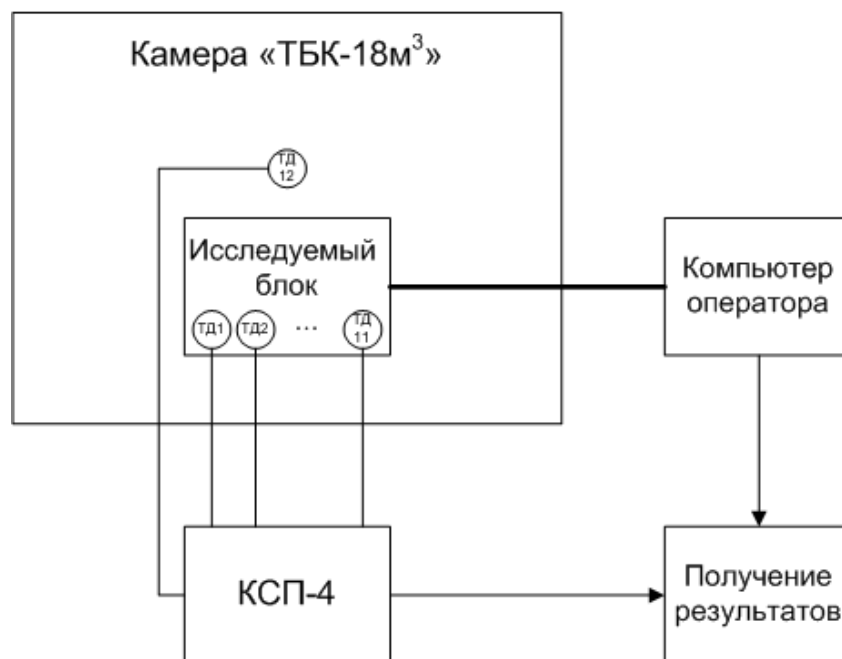 Камера «ТБК-18м³»
ТД
12
Исследуемый
блок
ТД1 ТД2 ... ТД
11
Компьютер
оператора
КСП-4
Получение
результатов